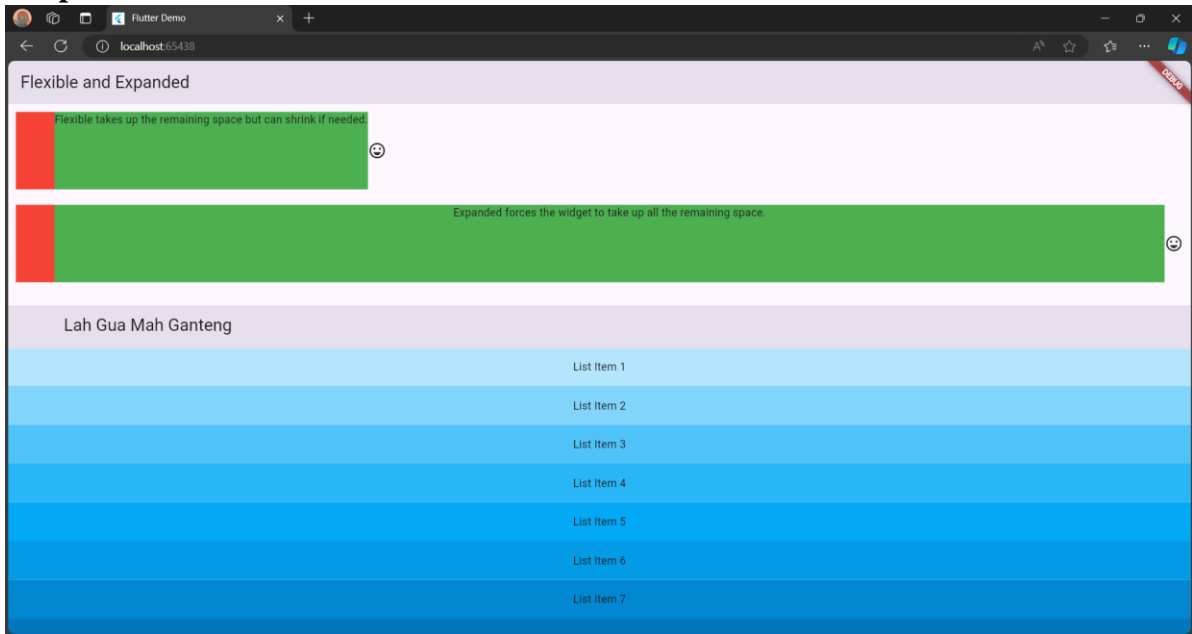 Flutter Demo
localhost:65438
Flexible and Expanded
DEBUG
Flexible takes up the remaining space but can shrink if needed.
Expanded forces the widget to take up all the remaining space.
Lah Gua Mah Ganteng
List Item 1
List Item 2
List Item 3
List Item 4
List Item 5
List Item 6
List Item 7